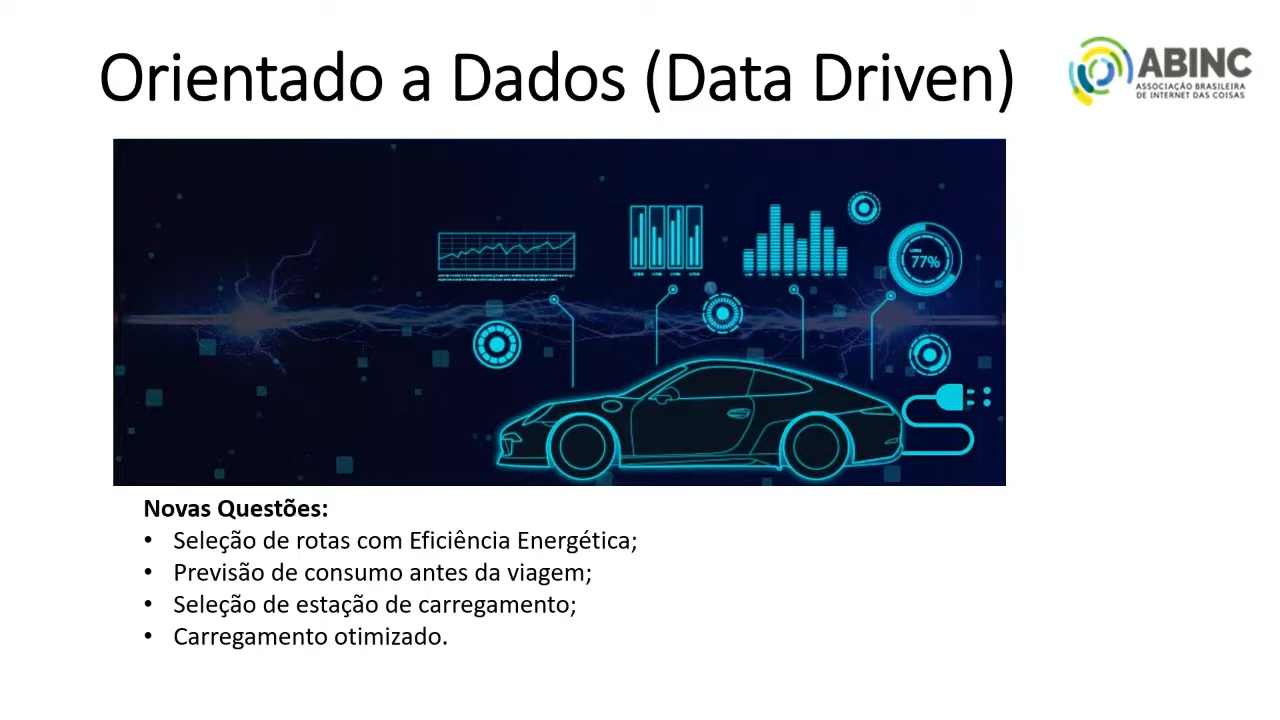 Orientado a Dados (Data Driven)
ABINC
ASSOCIAÇÃO BRASILEIRA
DE INTERNET DAS COISAS
77%
Novas Questões:
• Seleção de rotas com Eficiência Energética;
• Previsão de consumo antes da viagem;
• Seleção de estação de carregamento;
• Carregamento otimizado.